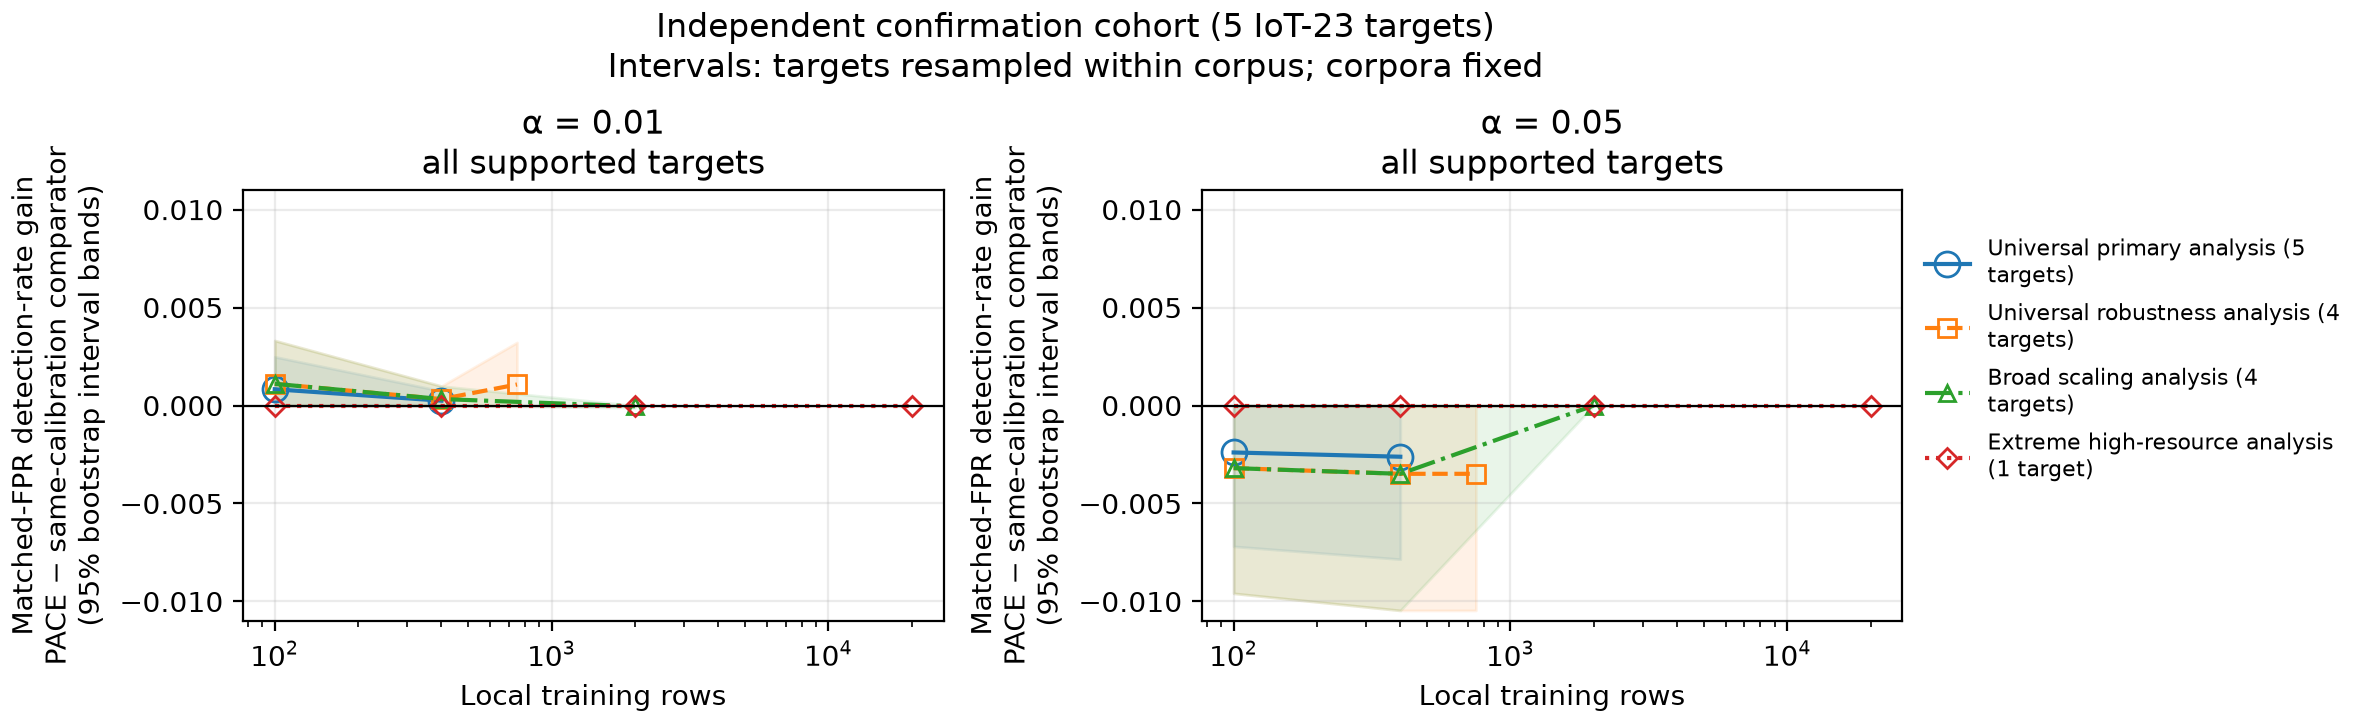 Independent confirmation cohort (5 IoT-23 targets)
Intervals: targets resampled within corpus; corpora fixed
α = 0.01
all supported targets
Matched-FPR detection-rate gain
PACE − same-calibration comparator
(95% bootstrap interval bands)
0.010
0.005
0.000
−0.005
−0.010
10²
10³
10⁴
Local training rows
α = 0.05
all supported targets
Matched-FPR detection-rate gain
PACE − same-calibration comparator
(95% bootstrap interval bands)
0.010
0.005
0.000
−0.005
−0.010
10²
10³
10⁴
Local training rows
Universal primary analysis (5
targets)
Universal robustness analysis (4
targets)
Broad scaling analysis (4
targets)
Extreme high-resource analysis
(1 target)